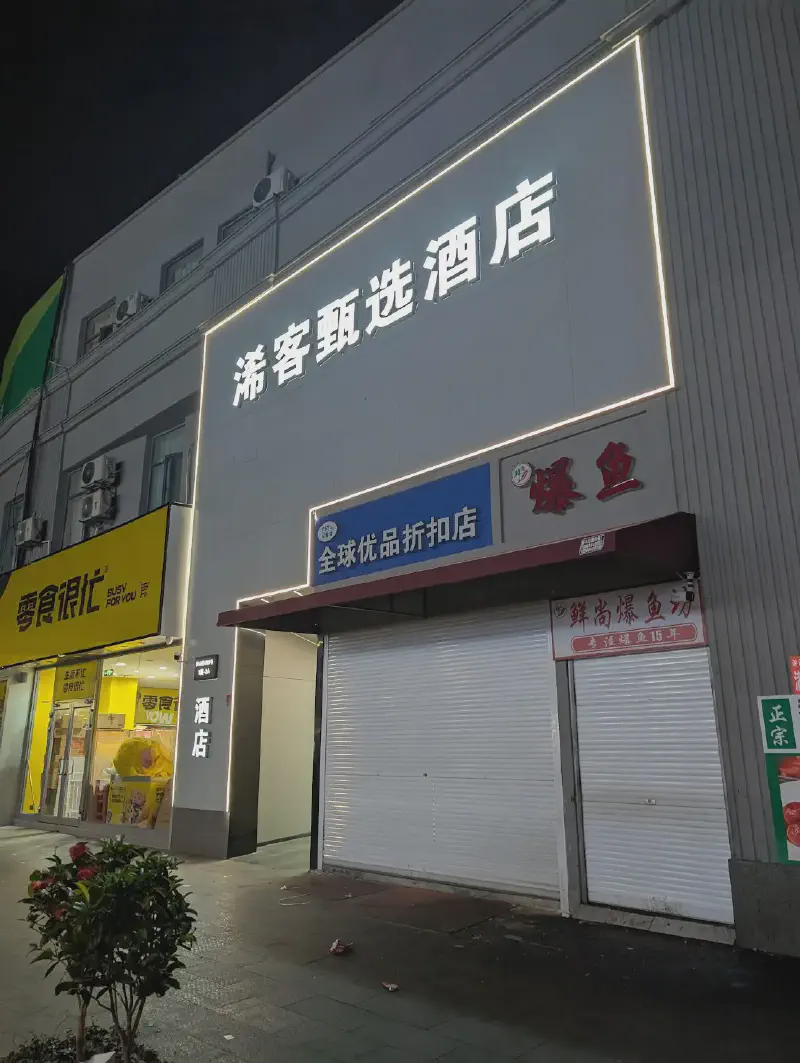 浠客甄选酒店
全球优品折扣店
爆鱼
零食很忙
BUSY
FOR YOU
鲜尚爆鱼坊
专注爆鱼15年
酒店
零食很忙
正宗